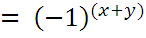 = (−1)^{(x+y)}